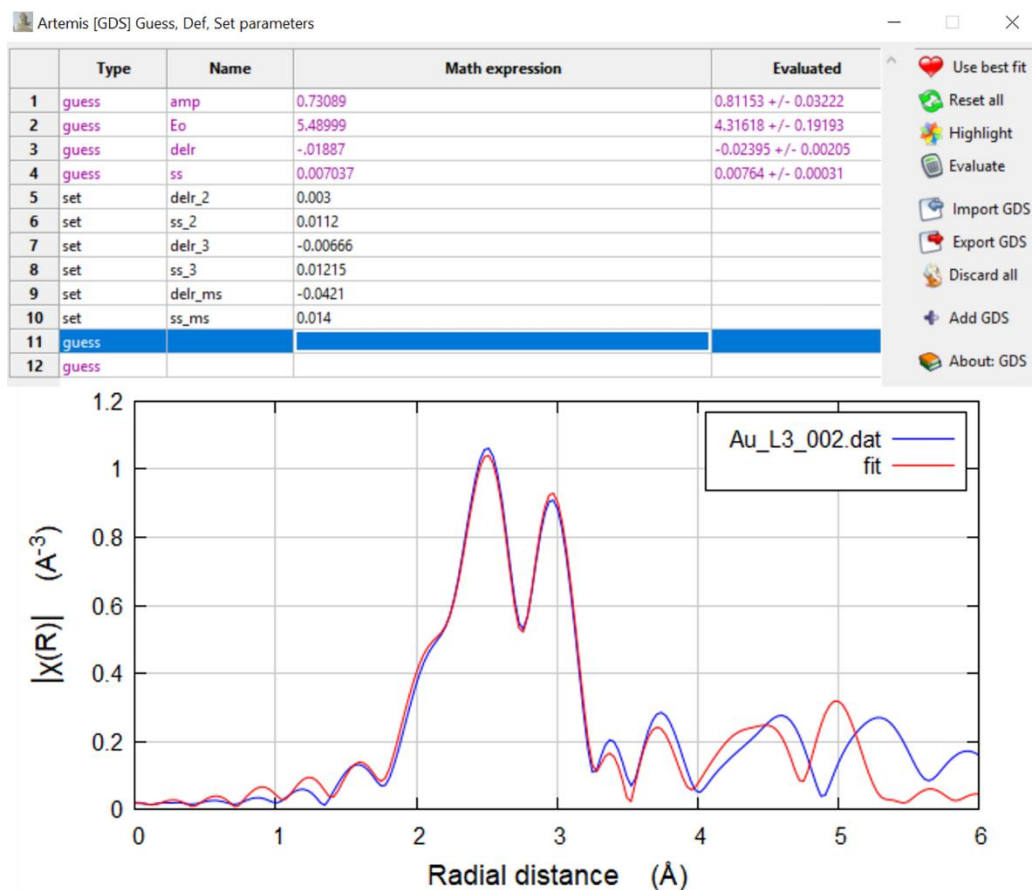 Artemis [GDS] Guess, Def, Set parameters
Type Name Math expression Evaluated
1 guess amp 0.73089 0.81153 +/- 0.03222
2 guess Eo 5.48999 4.31618 +/- 0.19193
3 guess delr -.01887 -0.02395 +/- 0.00205
4 guess ss 0.007037 0.00764 +/- 0.00031
5 set delr_2 0.003
6 set ss_2 0.0112
7 set delr_3 -0.00666
8 set ss_3 0.01215
9 set delr_ms -0.0421
10 set ss_ms 0.014
11 guess
12 guess
Use best fit
Reset all
Highlight
Evaluate
Import GDS
Export GDS
Discard all
Add GDS
About: GDS
1.2
1
0.8
0.6
0.4
0.2
0
|χ(R)| (A⁻³)
Au_L3_002.dat
fit
0 1 2 3 4 5 6
Radial distance (Å)